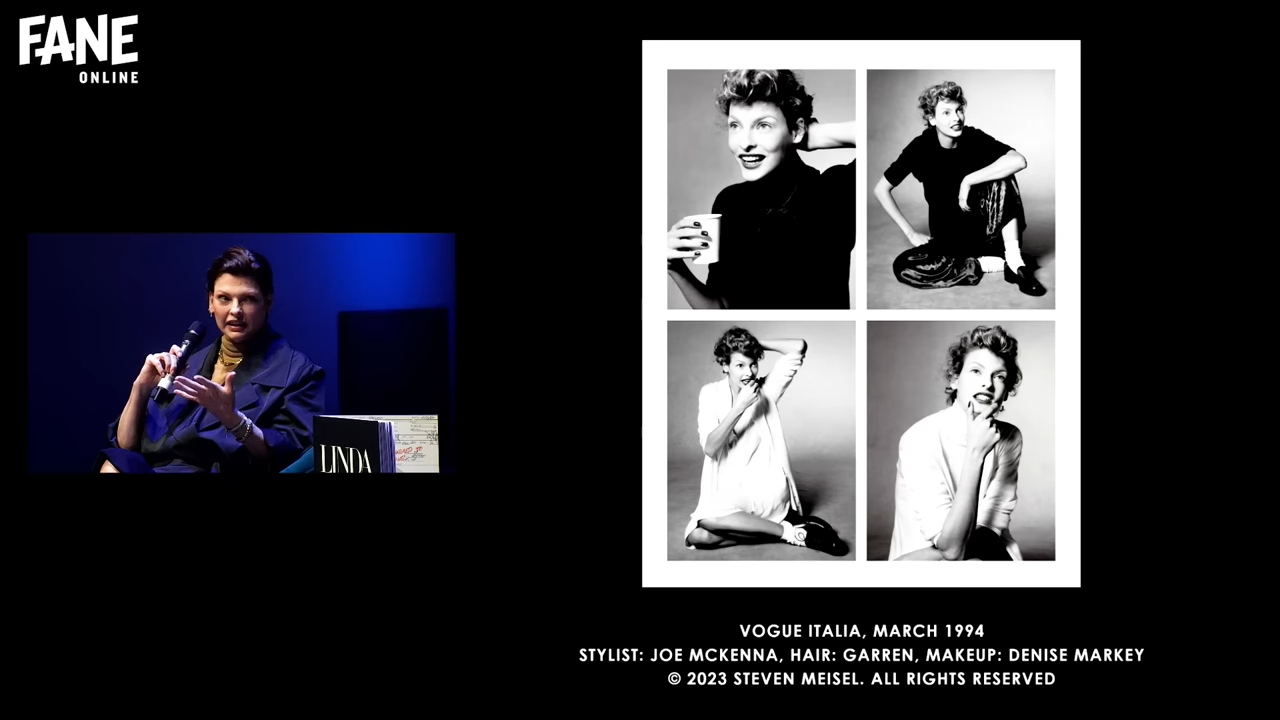 FANE
ONLINE
LINDA
VOGUE ITALIA, MARCH 1994
STYLIST: JOE MCKENNA, HAIR: GARREN, MAKEUP: DENISE MARKEY
© 2023 STEVEN MEISEL. ALL RIGHTS RESERVED